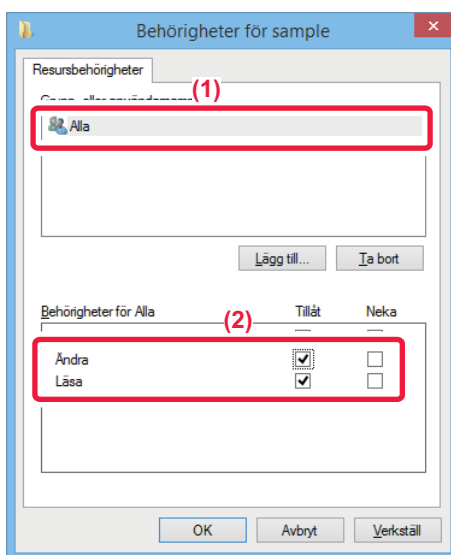 Behörigheter för sample
Resursbehörigheter
(1)
Alla
Lägg till...
Ta bort
Behörigheter för Alla
Tillåt
Neka
(2)
Ändra
Läsa
OK
Avbryt
Verkställ